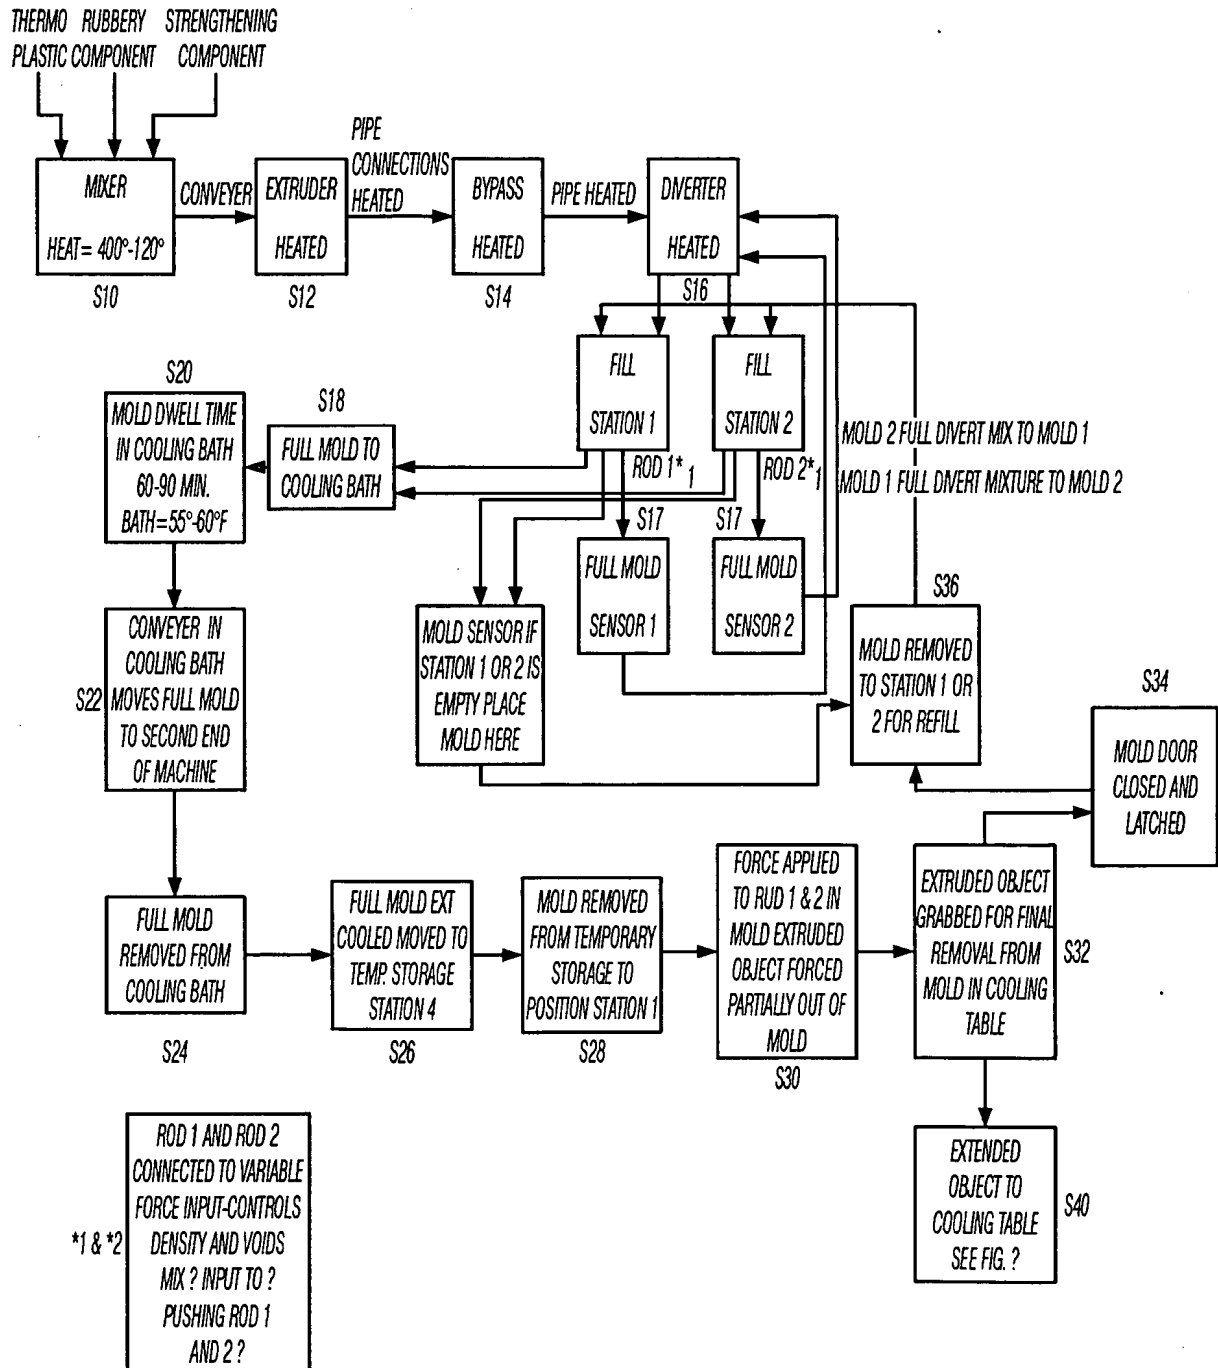 THERMO RUBBERY STRENGTHENING
PLASTIC COMPONENT COMPONENT
MIXER
HEAT = 400°-120°
S10
CONVEYER
EXTRUDER
HEATED
S12
PIPE
CONNECTIONS
HEATED
BYPASS
HEATED
S14
PIPE HEATED
DIVERTER
HEATED
S16
FILL
STATION 1
FILL
STATION 2
ROD 1*1
ROD 2*1
MOLD 2 FULL DIVERT MIX TO MOLD 1
MOLD 1 FULL DIVERT MIXTURE TO MOLD 2
S17
FULL MOLD
SENSOR 1
S17
FULL MOLD
SENSOR 2
S18
FULL MOLD TO
COOLING BATH
S20
MOLD DWELL TIME
IN COOLING BATH
60-90 MIN.
BATH = 55°-60°F
S22
CONVEYER IN
COOLING BATH
MOVES FULL MOLD
TO SECOND END
OF MACHINE
MOLD SENSOR IF
STATION 1 OR 2 IS
EMPTY PLACE
MOLD HERE
S36
MOLD REMOVED
TO STATION 1 OR
2 FOR REFILL
S34
MOLD DOOR
CLOSED AND
LATCHED
FULL MOLD
REMOVED FROM
COOLING BATH
S24
FULL MOLD EXT
COOLED MOVED TO
TEMP. STORAGE
STATION 4
S26
MOLD REMOVED
FROM TEMPORARY
STORAGE TO
POSITION STATION 1
S28
FORCE APPLIED
TO RUD 1 & 2 IN
MOLD EXTRUDED
OBJECT FORCED
PARTIALLY OUT OF
MOLD
S30
EXTRUDED OBJECT
GRABBED FOR FINAL
REMOVAL FROM
MOLD IN COOLING
TABLE
S32
EXTENDED
OBJECT TO
COOLING TABLE
SEE FIG. ?
S40
*1 & *2
ROD 1 AND ROD 2
CONNECTED TO VARIABLE
FORCE INPUT-CONTROLS
DENSITY AND VOIDS
MIX ? INPUT TO ?
PUSHING ROD 1
AND 2 ?